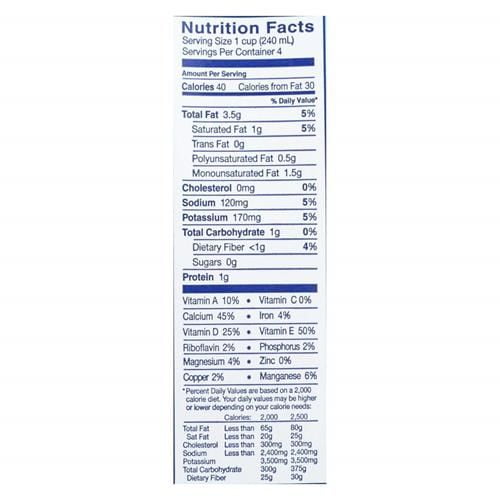 Nutrition Facts
Serving Size 1 cup (240 mL)
Servings Per Container 4
Amount Per Serving
Calories 40 Calories from Fat 30
% Daily Value*
Total Fat 3.5g 5%
Saturated Fat 1g 5%
Trans Fat 0g
Polyunsaturated Fat 0.5g
Monounsaturated Fat 1.5g
Cholesterol 0mg 0%
Sodium 120mg 5%
Potassium 170mg 5%
Total Carbohydrate 1g 0%
Dietary Fiber <1g 4%
Sugars 0g
Protein 1g
Vitamin A 10% • Vitamin C 0%
Calcium 45% • Iron 4%
Vitamin D 25% • Vitamin E 50%
Riboflavin 2% • Phosphorus 2%
Magnesium 4% • Zinc 0%
Copper 2% • Manganese 6%
*Percent Daily Values are based on a 2,000
calorie diet. Your daily values may be higher
or lower depending on your calorie needs:
Calories: 2,000 2,500
Total Fat Less than 65g 80g
Sat Fat Less than 20g 25g
Cholesterol Less than 300mg 300mg
Sodium Less than 2,400mg 2,400mg
Potassium 3,500mg 3,500mg
Total Carbohydrate 300g 375g
Dietary Fiber 25g 30g